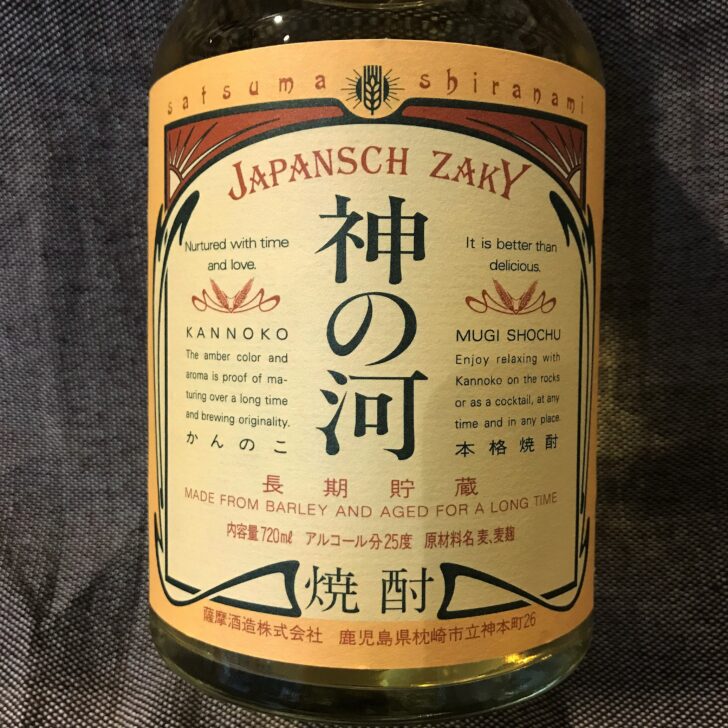 satsuma shiranami
JAPANSCH ZAKY
神の河
Nurtured with time
and love.
KANNOKO
The amber color and
aroma is proof of ma-
turing over a long time
and brewing originality.
かんのこ
It is better than
delicious.
MUGI SHOCHU
Enjoy relaxing with
Kannoko on the rocks
or as a cocktail, at any
time and in any place.
本格焼酎
長期貯蔵
MADE FROM BARLEY AND AGED FOR A LONG TIME
内容量720mℓ アルコール分25度 原材料名 麦、麦麹
焼酎
薩摩酒造株式会社 鹿児島県枕崎市立神本町26